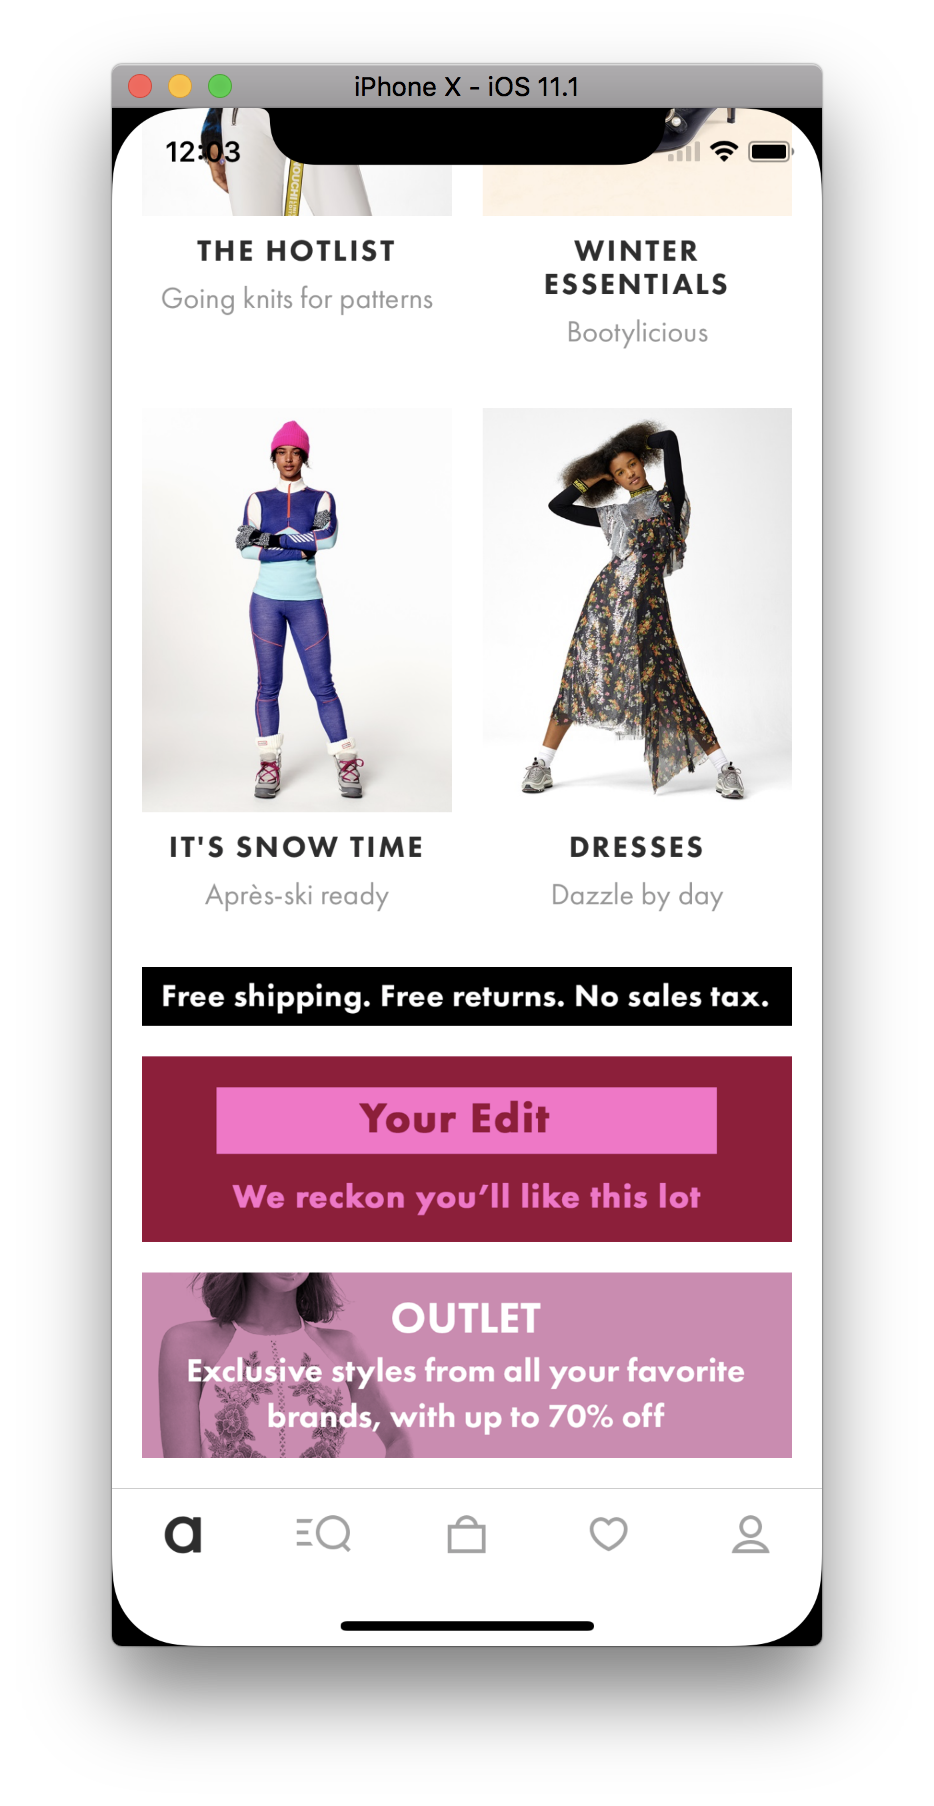 iPhone X - iOS 11.1
12:03
THE HOTLIST
Going knits for patterns
WINTER
ESSENTIALS
Bootylicious
IT'S SNOW TIME
Après-ski ready
DRESSES
Dazzle by day
Free shipping. Free returns. No sales tax.
Your Edit
We reckon you’ll like this lot
OUTLET
Exclusive styles from all your favorite
brands, with up to 70% off
a